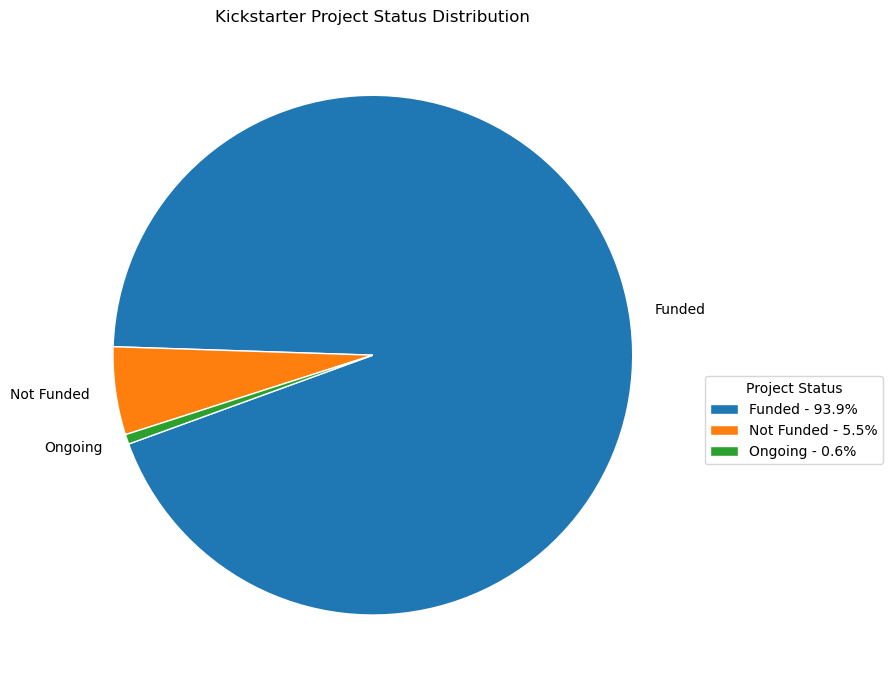 Kickstarter Project Status Distribution
Funded
Not Funded
Ongoing
Project Status
Funded - 93.9%
Not Funded - 5.5%
Ongoing - 0.6%